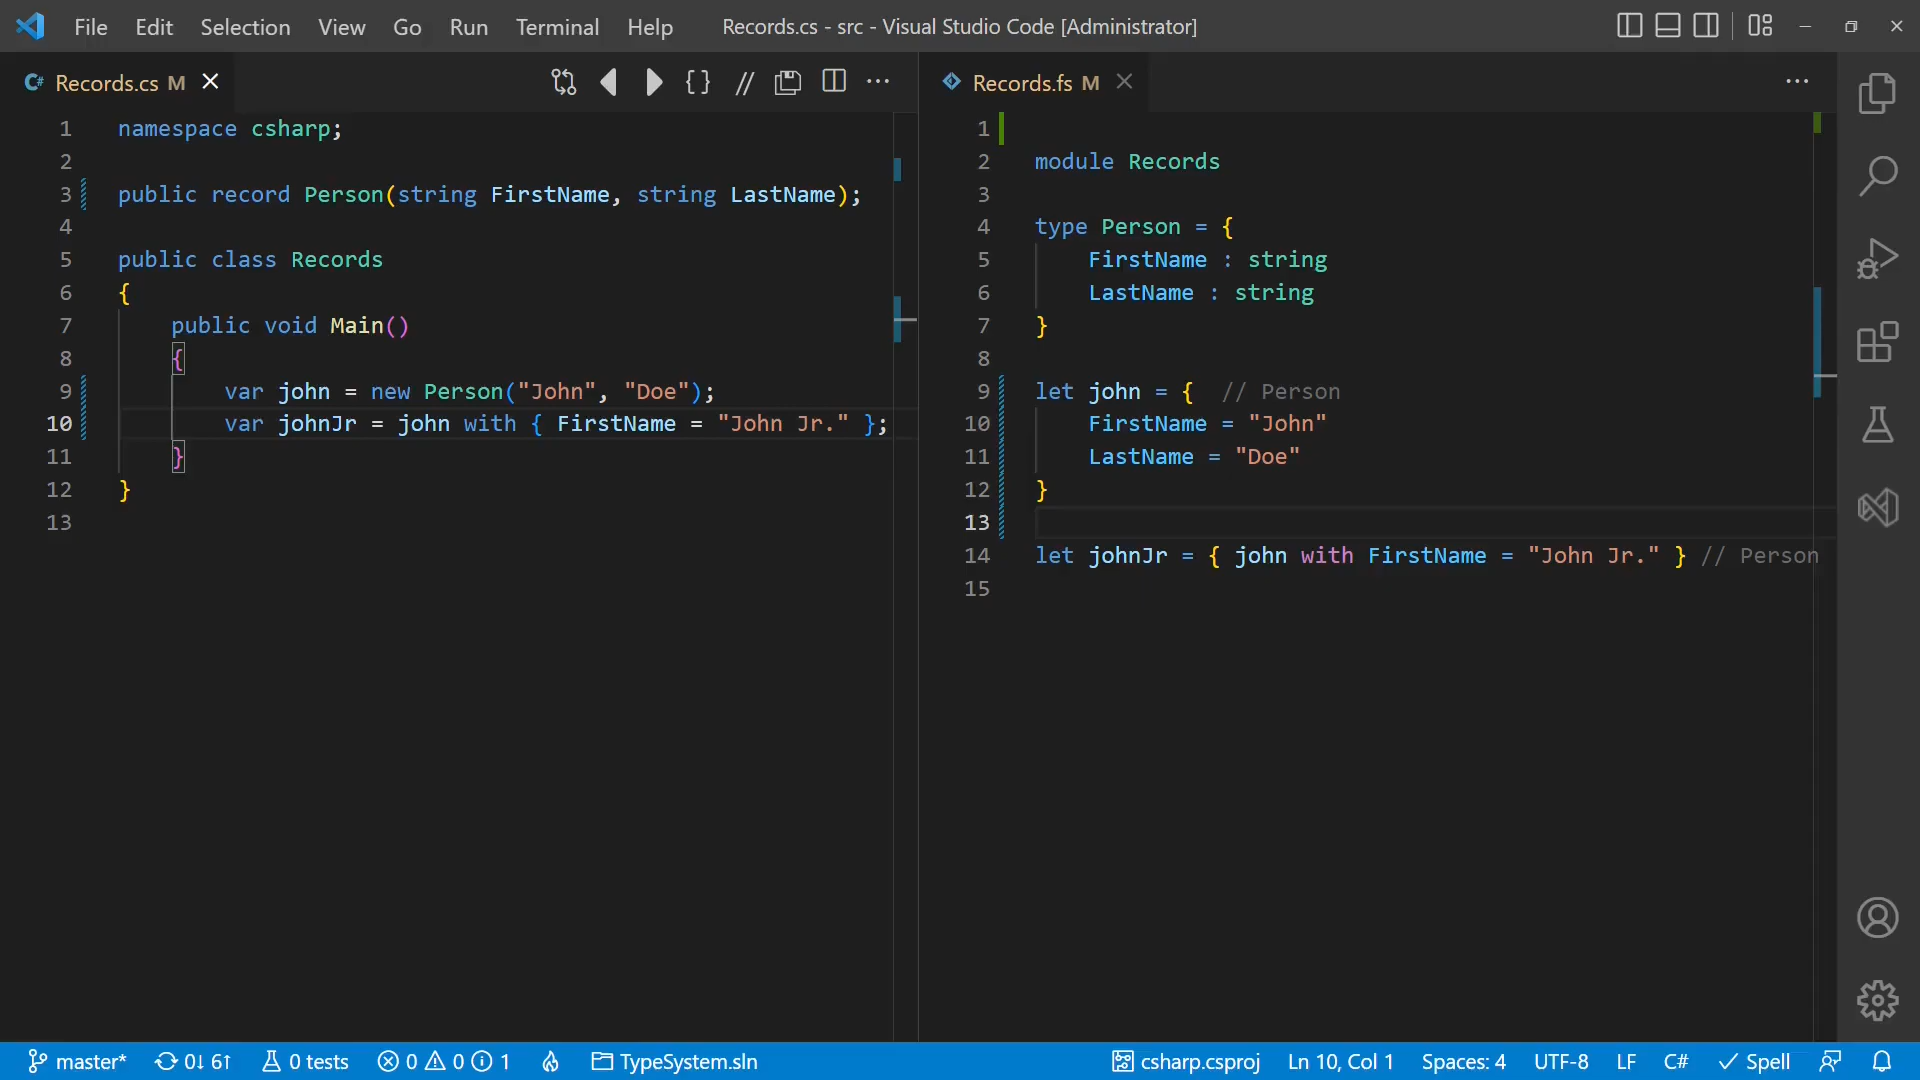 File Edit Selection View Go Run Terminal Help Records.cs - src - Visual Studio Code [Administrator]
C# Records.cs M
1 namespace csharp;
2
3 public record Person(string FirstName, string LastName);
4
5 public class Records
6 {
7 public void Main()
8 {
9 var john = new Person("John", "Doe");
10 var johnJr = john with { FirstName = "John Jr." };
11 }
12 }
13
Records.fs M
1
2 module Records
3
4 type Person = {
5 FirstName : string
6 LastName : string
7 }
8
9 let john = { // Person
10 FirstName = "John"
11 LastName = "Doe"
12 }
13
14 let johnJr = { john with FirstName = "John Jr." } // Person
15
master* 0↓ 6↑ 0 tests 0 0 1 TypeSystem.sln csharp.csproj Ln 10, Col 1 Spaces: 4 UTF-8 LF C# Spell